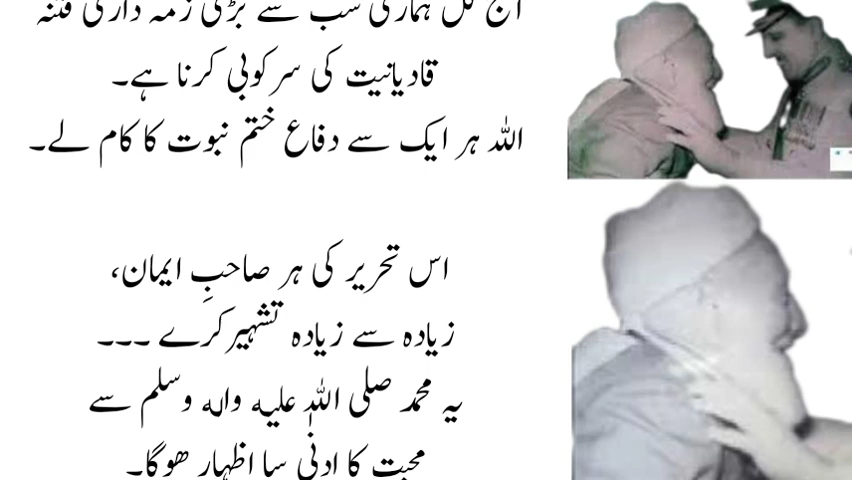 آج کل ہماری سب سے بڑی زمہ داری فتنہ
قادیانیت کی سرکوبی کرنا ہے۔
اللہ ہر ایک سے دفاع ختم نبوت کا کام لے۔
اس تحریر کی ہر صاحبِ ایمان،
زیادہ سے زیادہ تشہیر کرے ---
یہ محمد صلی اللہ علیہ والہ وسلم سے
محبت کا ادنیٰ سا اظہار ھوگا۔